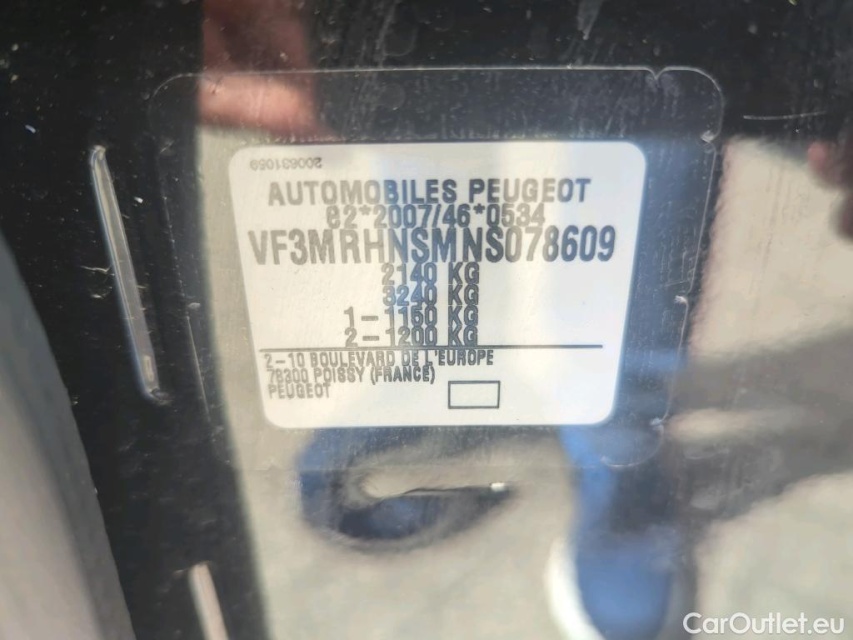 200631059
AUTOMOBILES PEUGEOT
e2*2007/46*0534
VF3MRHNSMNS078609
2140 KG
3240 KG
1-1150 KG
2-1200 KG
2-10 BOULEVARD DE L'EUROPE
78300 POISSY (FRANCE)
PEUGEOT
CarOutlet.eu